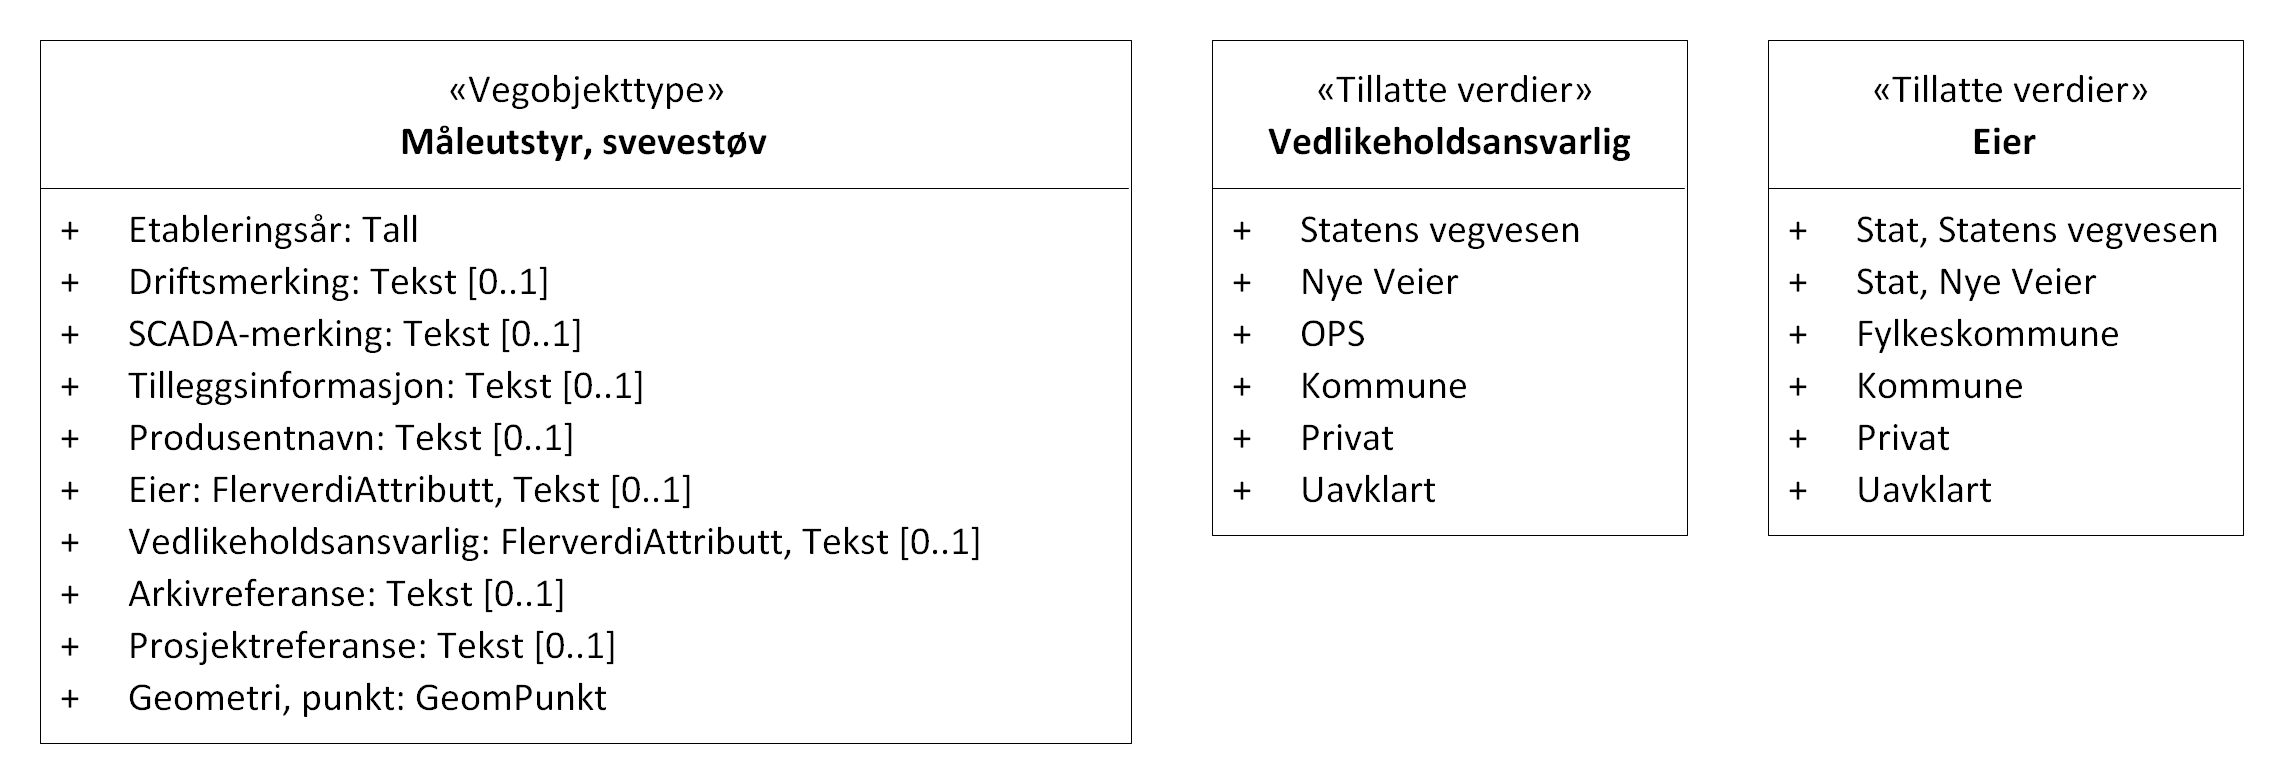 «Vegobjekttype»
Måleutstyr, svevestøv
+ Etableringsår: Tall
+ Driftsmerking: Tekst [0..1]
+ SCADA-merking: Tekst [0..1]
+ Tilleggsinformasjon: Tekst [0..1]
+ Produsentnavn: Tekst [0..1]
+ Eier: FlerverdiAttributt, Tekst [0..1]
+ Vedlikeholdsansvarlig: FlerverdiAttributt, Tekst [0..1]
+ Arkivreferanse: Tekst [0..1]
+ Prosjektreferanse: Tekst [0..1]
+ Geometri, punkt: GeomPunkt
«Tillatte verdier»
Vedlikeholdsansvarlig
+ Statens vegvesen
+ Nye Veier
+ OPS
+ Kommune
+ Privat
+ Uavklart
«Tillatte verdier»
Eier
+ Stat, Statens vegvesen
+ Stat, Nye Veier
+ Fylkeskommune
+ Kommune
+ Privat
+ Uavklart